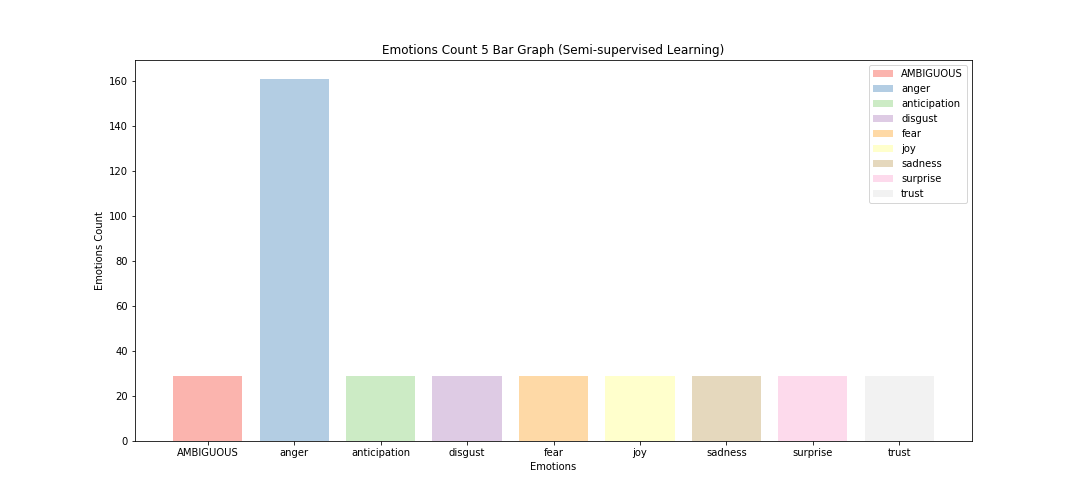 Emotions Count 5 Bar Graph (Semi-supervised Learning)
AMBIGUOUS
anger
anticipation
disgust
fear
joy
sadness
surprise
trust
Emotions Count
160
140
120
100
80
60
40
20
0
AMBIGUOUS anger anticipation disgust fear joy sadness surprise trust
Emotions